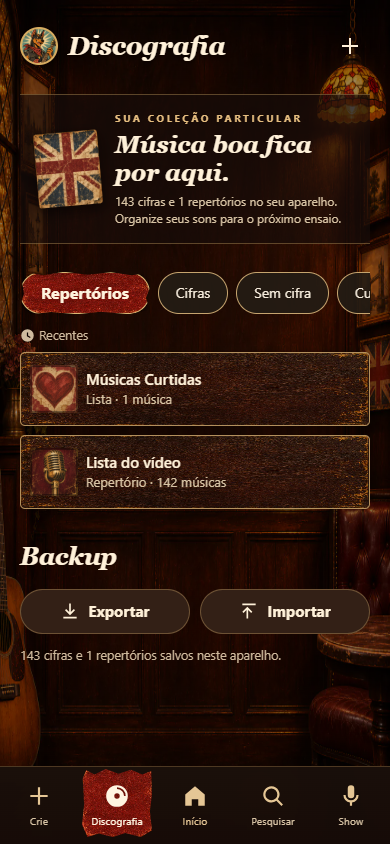 Discografia
SUA COLEÇÃO PARTICULAR
Música boa fica
por aqui.
143 cifras e 1 repertórios no seu aparelho.
Organize seus sons para o próximo ensaio.
Repertórios
Cifras
Sem cifra
Cu
Recentes
Músicas Curtidas
Lista · 1 música
Lista do vídeo
Repertório · 142 músicas
Backup
Exportar
Importar
143 cifras e 1 repertórios salvos neste aparelho.
Crie
Discografia
Início
Pesquisar
Show